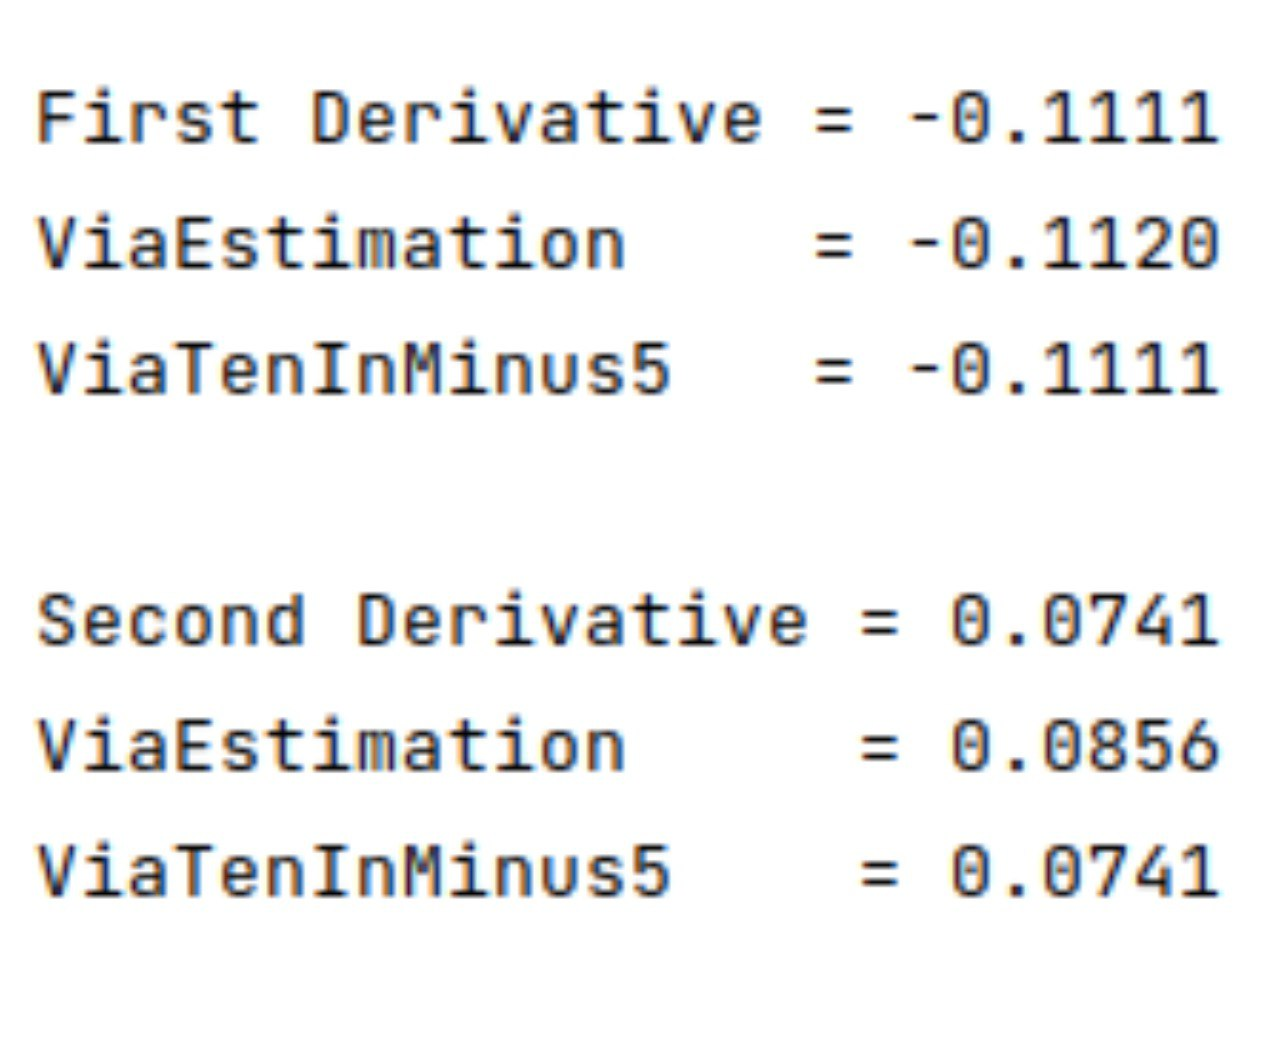 First Derivative = -0.1111
ViaEstimation    = -0.1120
ViaTenInMinus5   = -0.1111

Second Derivative = 0.0741
ViaEstimation     = 0.0856
ViaTenInMinus5    = 0.0741